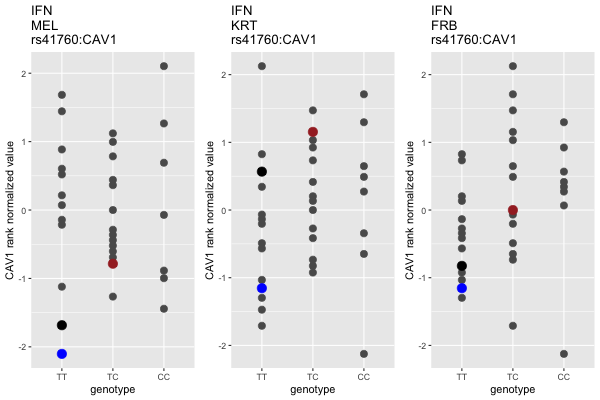 IFN
MEL
rs41760:CAV1
CAV1 rank normalized value
2
1
0
-1
-2
TT TC CC
genotype
IFN
KRT
rs41760:CAV1
CAV1 rank normalized value
2
1
0
-1
-2
TT TC CC
genotype
IFN
FRB
rs41760:CAV1
CAV1 rank normalized value
2
1
0
-1
-2
TT TC CC
genotype